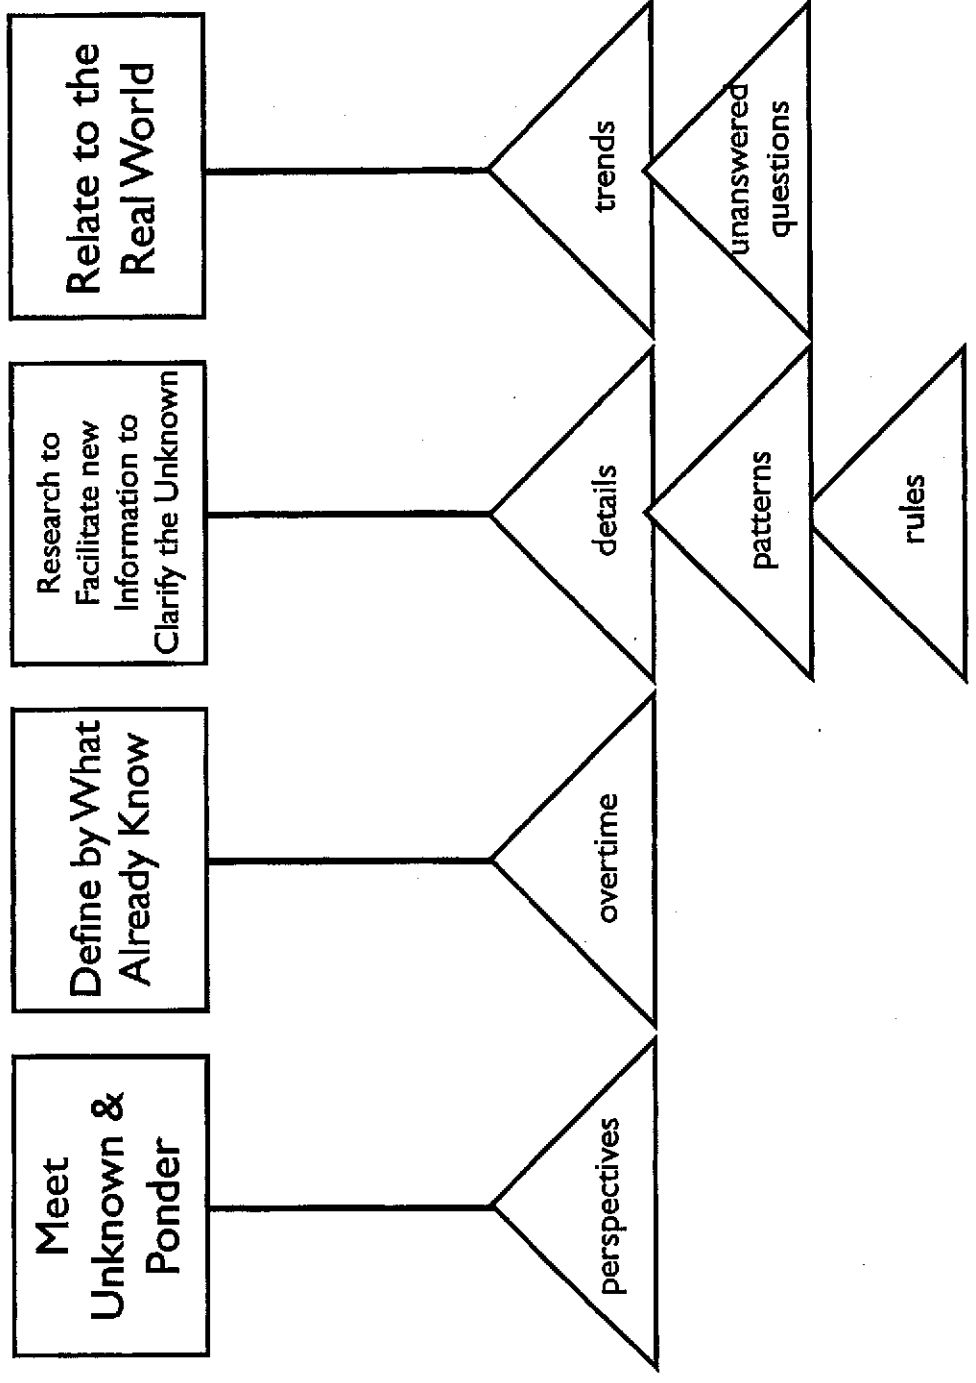 Meet
Unknown &
Ponder
Define by What
Already Know
Research to
Facilitate new
Information to
Clarify the Unknown
Relate to the
Real World
perspectives
overtime
details
trends
patterns
unanswered
questions
rules